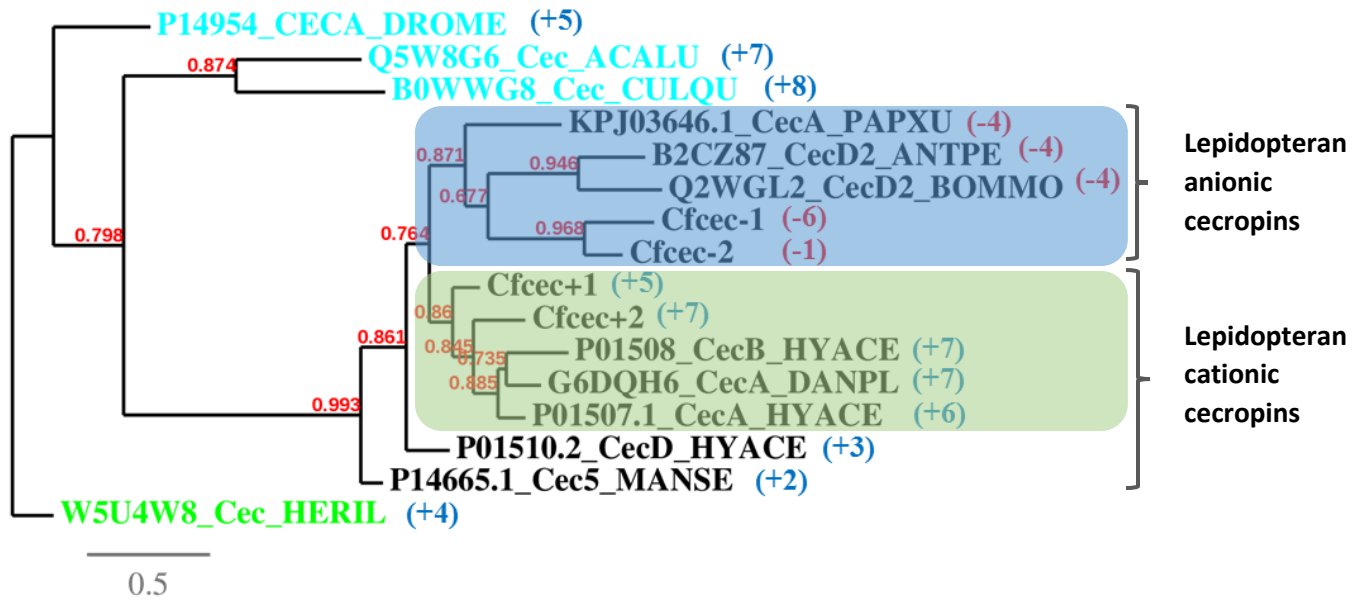 P14954_CECA_DROME (+5)
0.874
Q5W8G6_Cec_ACALU (+7)
B0WWG8_Cec_CULQU (+8)
KPJ03646.1_CecA_PAPXU (-4)
0.871
0.946
B2CZ87_CecD2_ANTPE (-4)
Q2WGL2_CecD2_BOMMO (-4)
0.677
Cfcec-1 (-6)
0.968
Cfcec-2 (-1)
Lepidopteran
anionic
cecropins
0.798
0.764
Cfcec+1 (+5)
0.86
Cfcec+2 (+7)
0.861
0.845
0.735
P01508_CecB_HYACE (+7)
G6DQH6_CecA_DANPL (+7)
0.885
P01507.1_CecA_HYACE (+6)
Lepidopteran
cationic
cecropins
0.993
P01510.2_CecD_HYACE (+3)
P14665.1_Cec5_MANSE (+2)
W5U4W8_Cec_HERIL (+4)
0.5